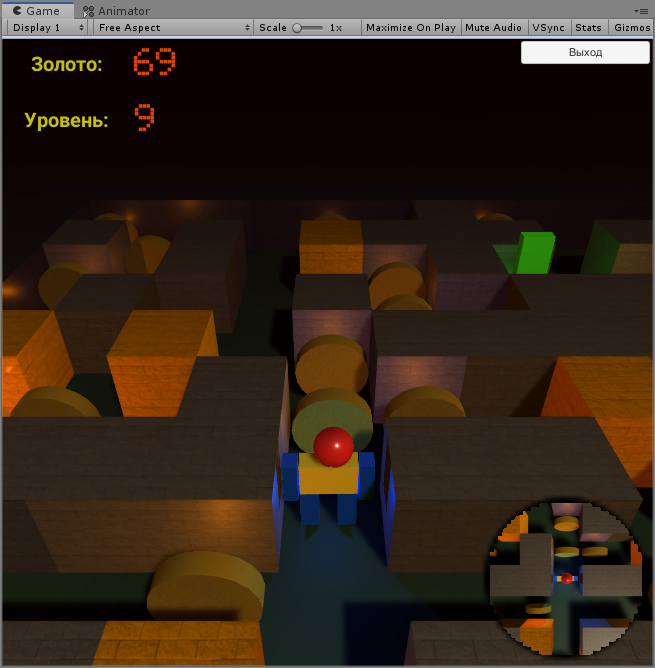 Game Animator
Display 1 Free Aspect Scale 1x Maximize On Play Mute Audio VSync Stats Gizmos
Золото: 69 Выход
Уровень: 9